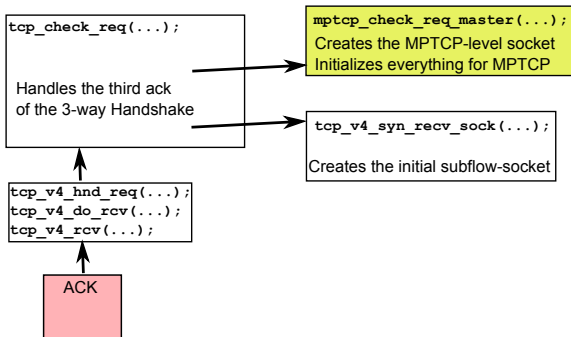 tcp_check_req(...);
Handles the third ack
of the 3-way Handshake
mptcp_check_req_master(...);
Creates the MPTCP-level socket
Initializes everything for MPTCP
tcp_v4_syn_recv_sock(...);
Creates the initial subflow-socket
tcp_v4_hnd_req(...);
tcp_v4_do_rcv(...);
tcp_v4_rcv(...);
ACK